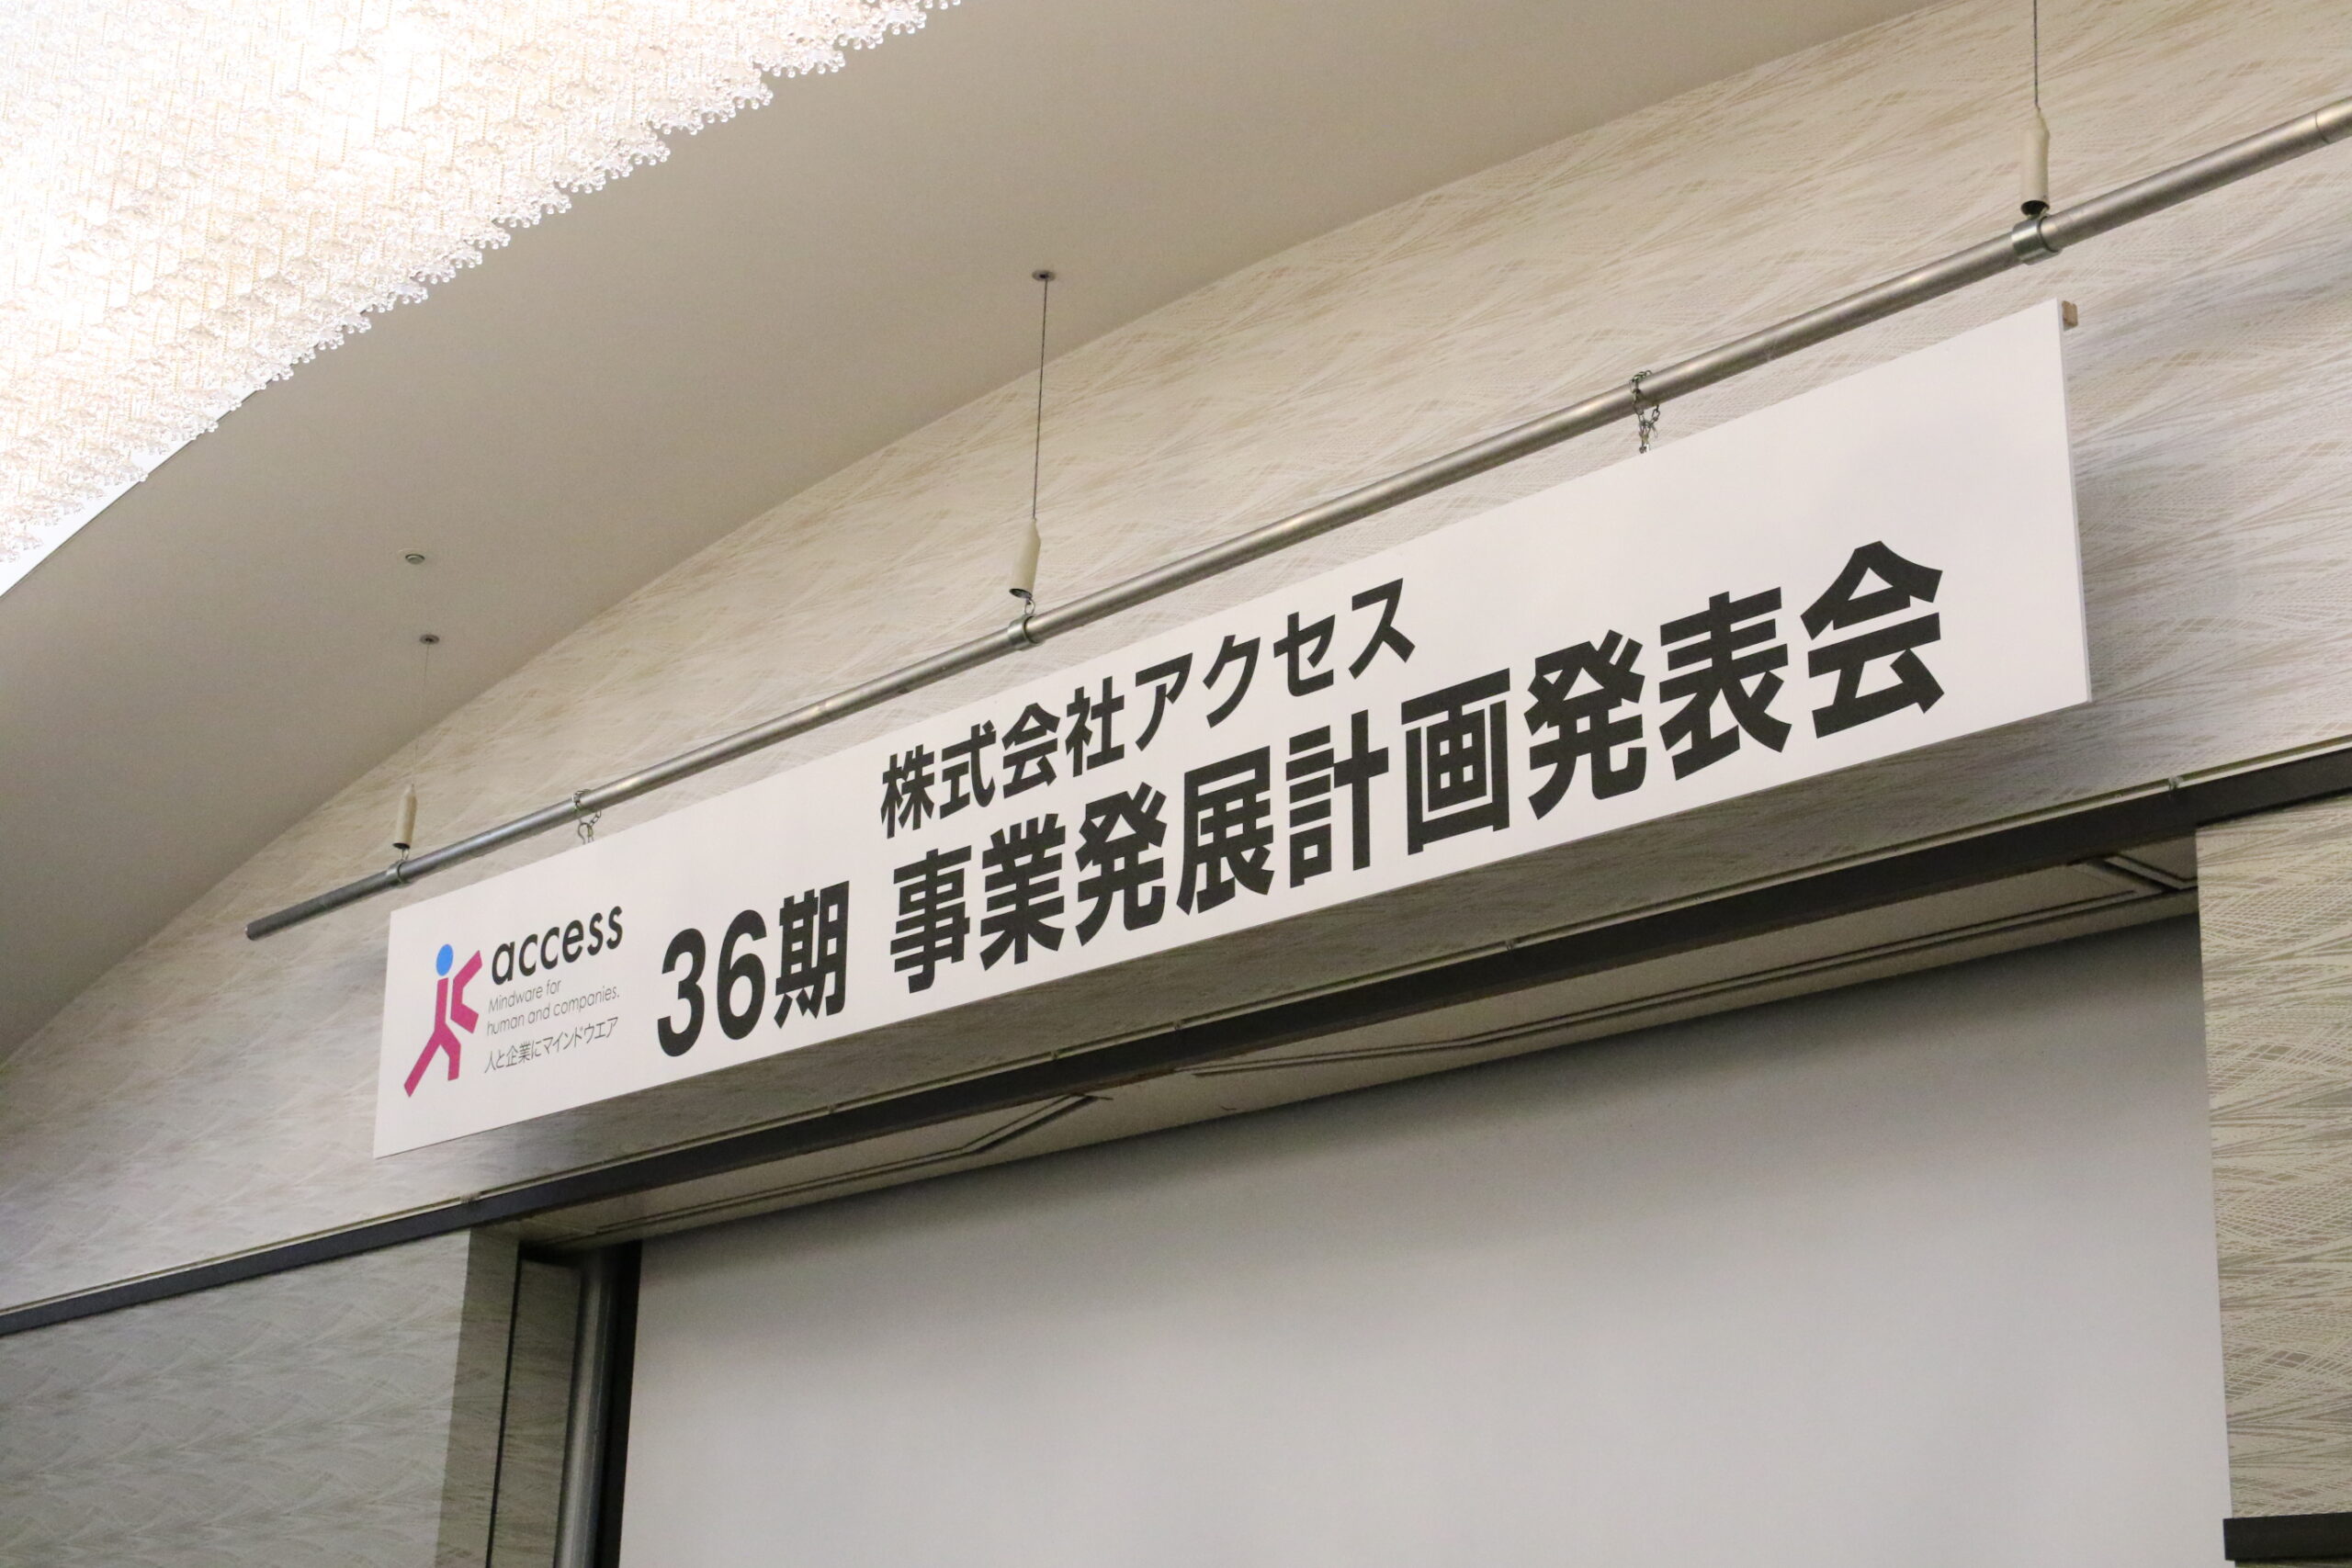 株式会社アクセス
36期 事業発展計画発表会
access
Mindware for
human and companies.
人と企業にマインドウエア